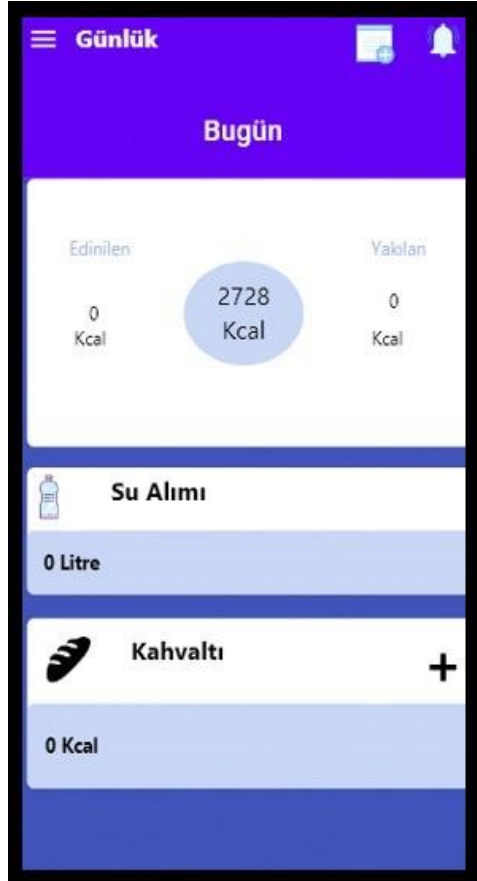 Günlük
Bugün
Edinilen
Yakılan
0
Kcal
2728
Kcal
0
Kcal
Su Alımı
0 Litre
Kahvaltı
0 Kcal